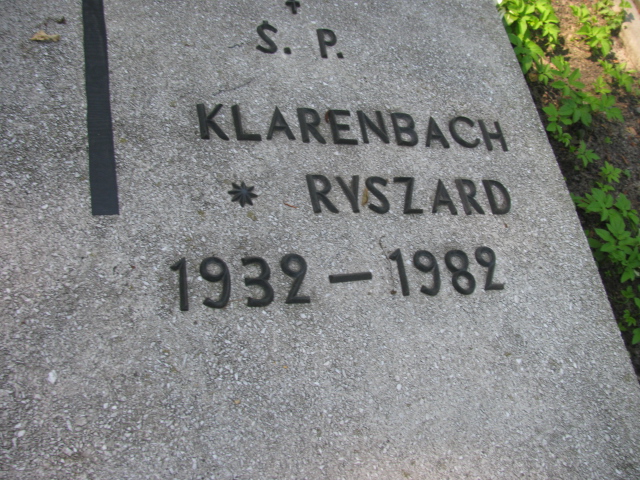 Ś. P.
KLARENBACH
* RYSZARD
1932 – 1982